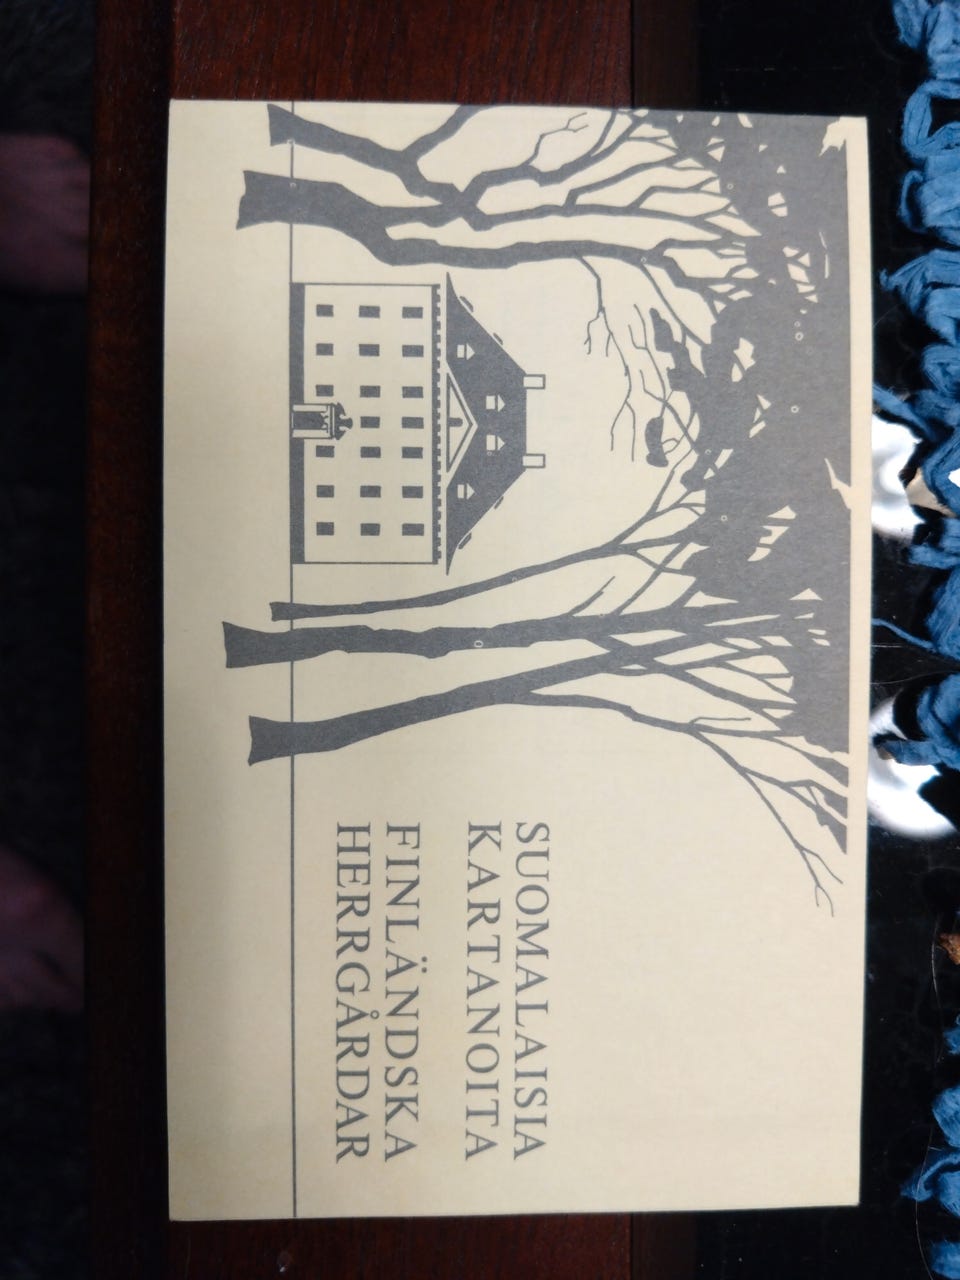 SUOMALAISIA
KARTANOITA
FINLÄNDSKA
HERRGÅRDAR